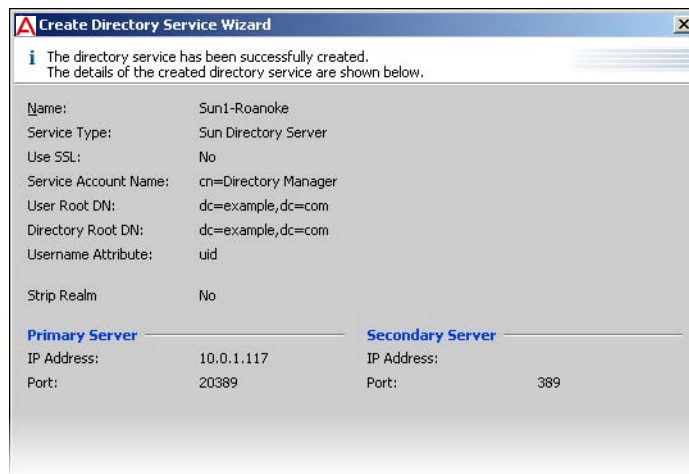 Create Directory Service Wizard
The directory service has been successfully created.
The details of the created directory service are shown below.
Name: Sun1-Roanoke
Service Type: Sun Directory Server
Use SSL: No
Service Account Name: cn=Directory Manager
User Root DN: dc=example,dc=com
Directory Root DN: dc=example,dc=com
Username Attribute: uid
Strip Realm No
Primary Server Secondary Server
IP Address: 10.0.1.117 IP Address:
Port: 20389 Port: 389